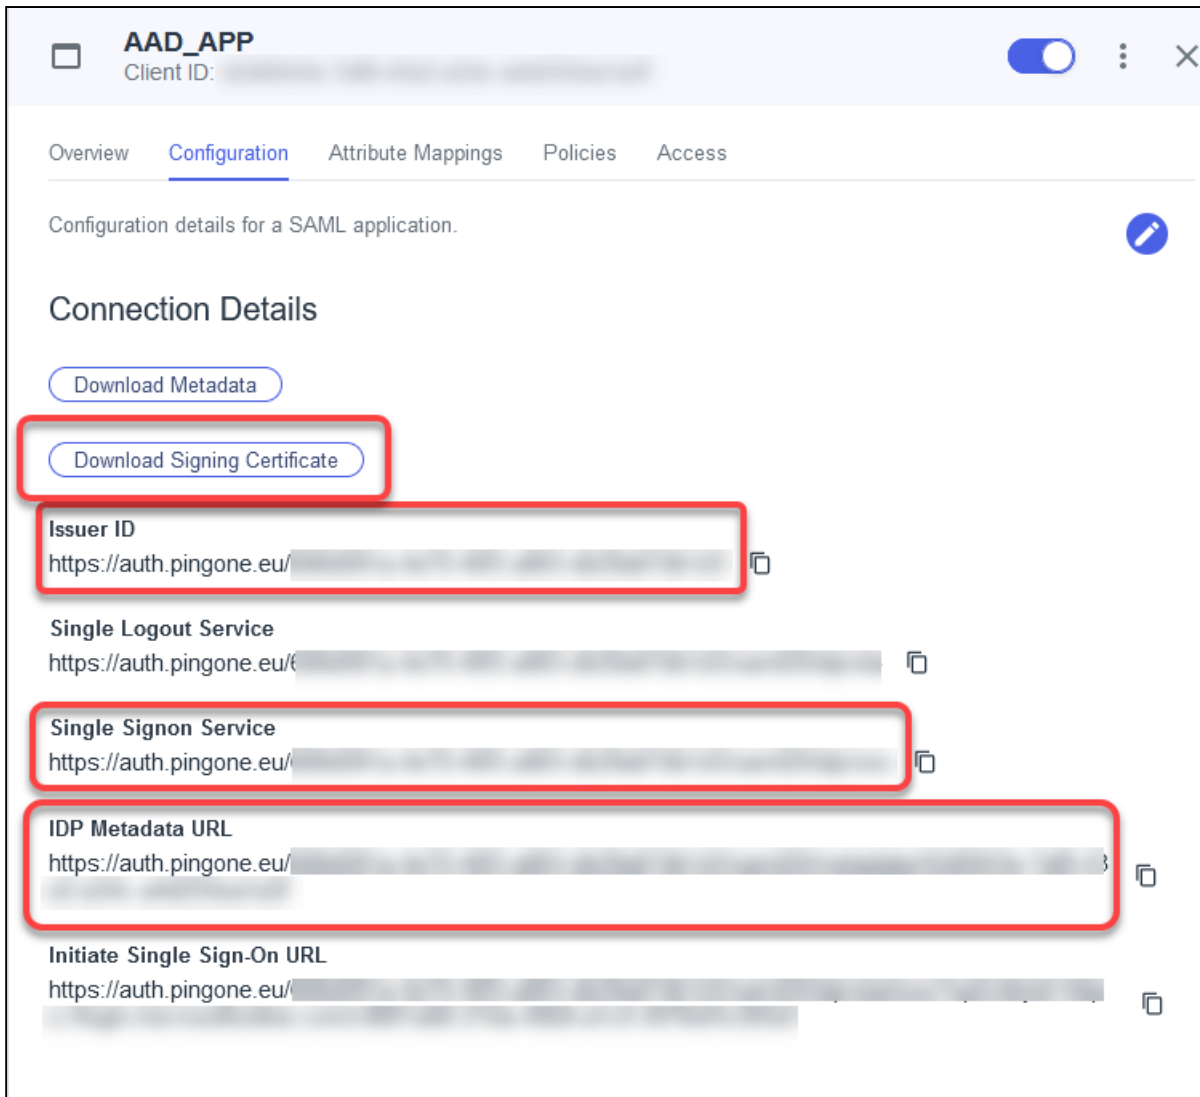 AAD_APP
Client ID:
Overview Configuration Attribute Mappings Policies Access
Configuration details for a SAML application.
Connection Details
Download Metadata
Download Signing Certificate
Issuer ID
https://auth.pingone.eu/
Single Logout Service
https://auth.pingone.eu/6
Single Signon Service
https://auth.pingone.eu/
IDP Metadata URL
https://auth.pingone.eu/
Initiate Single Sign-On URL
https://auth.pingone.eu/